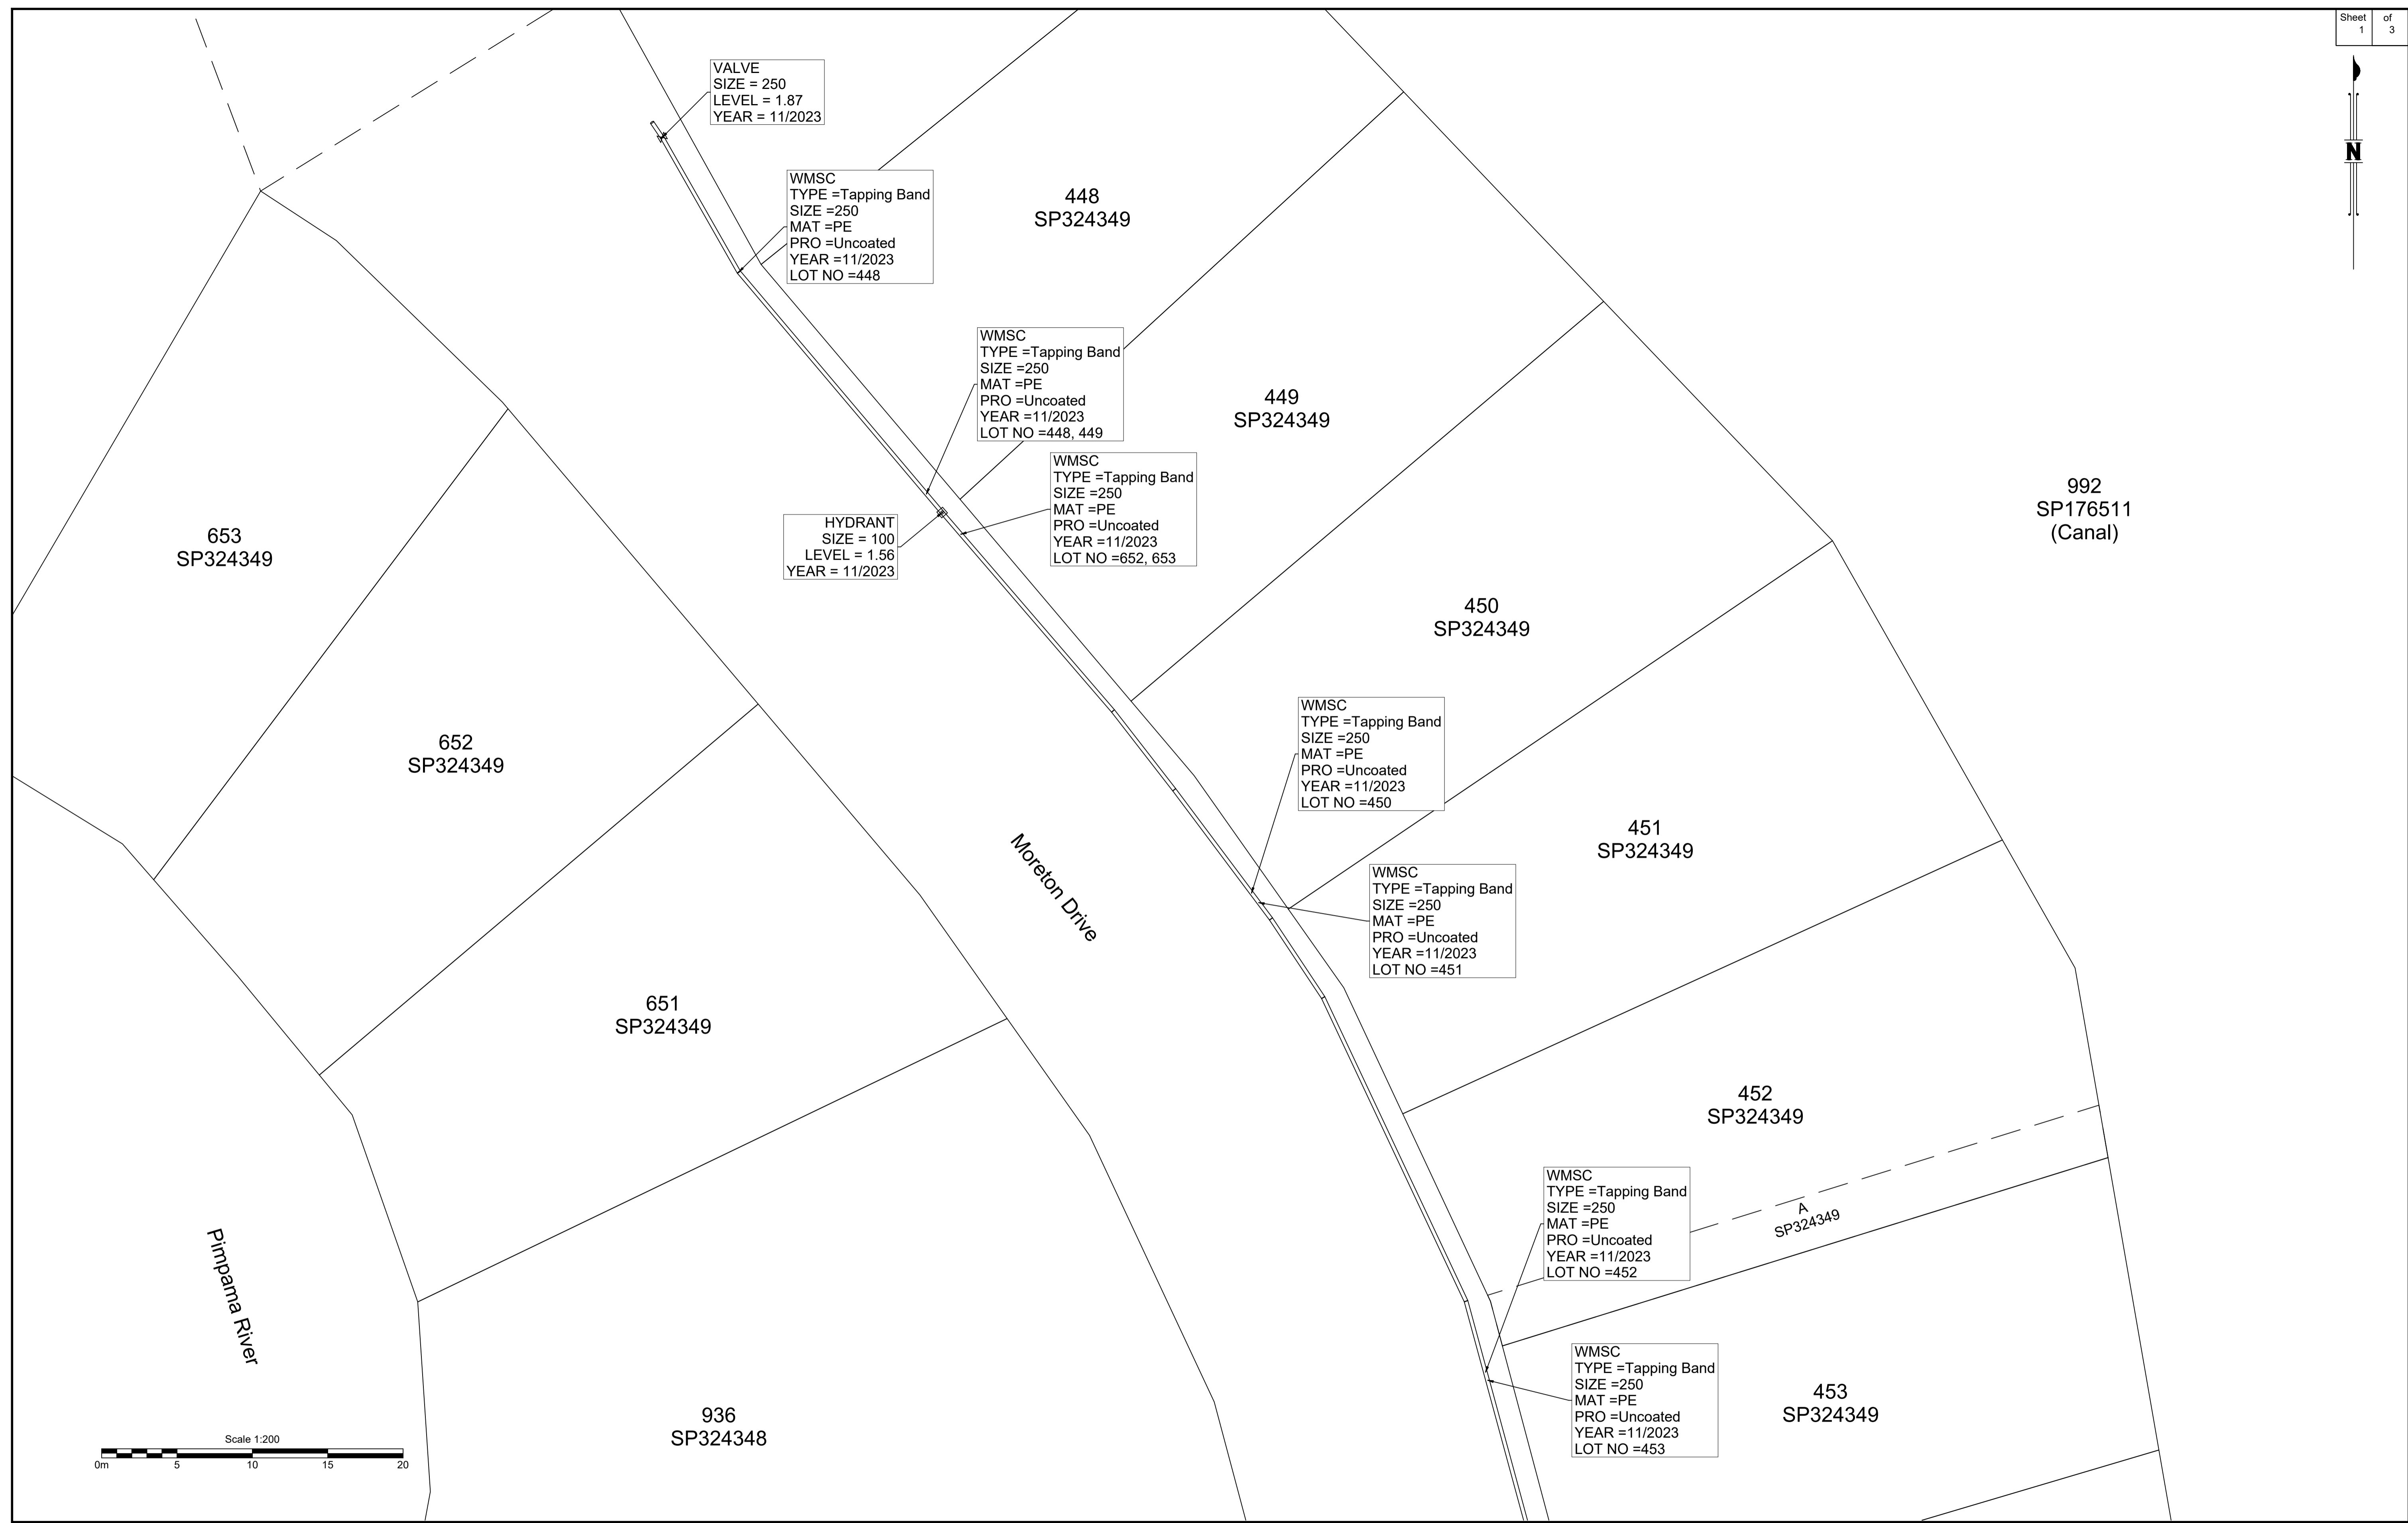 Sheet of
1 3
N
VALVE
SIZE = 250
LEVEL = 1.87
YEAR = 11/2023
WMSC
TYPE =Tapping Band
SIZE =250
MAT =PE
PRO =Uncoated
YEAR =11/2023
LOT NO =448
448
SP324349
WMSC
TYPE =Tapping Band
SIZE =250
MAT =PE
PRO =Uncoated
YEAR =11/2023
LOT NO =448, 449
449
SP324349
WMSC
TYPE =Tapping Band
SIZE =250
MAT =PE
PRO =Uncoated
YEAR =11/2023
LOT NO =652, 653
HYDRANT
SIZE = 100
LEVEL = 1.56
YEAR = 11/2023
992
SP176511
(Canal)
653
SP324349
450
SP324349
652
SP324349
WMSC
TYPE =Tapping Band
SIZE =250
MAT =PE
PRO =Uncoated
YEAR =11/2023
LOT NO =450
451
SP324349
Moreton Drive
WMSC
TYPE =Tapping Band
SIZE =250
MAT =PE
PRO =Uncoated
YEAR =11/2023
LOT NO =451
651
SP324349
452
SP324349
WMSC
TYPE =Tapping Band
SIZE =250
MAT =PE
PRO =Uncoated
YEAR =11/2023
LOT NO =452
A
SP324349
Pimpama River
WMSC
TYPE =Tapping Band
SIZE =250
MAT =PE
PRO =Uncoated
YEAR =11/2023
LOT NO =453
453
SP324349
936
SP324348
Scale 1:200
0m 5 10 15 20